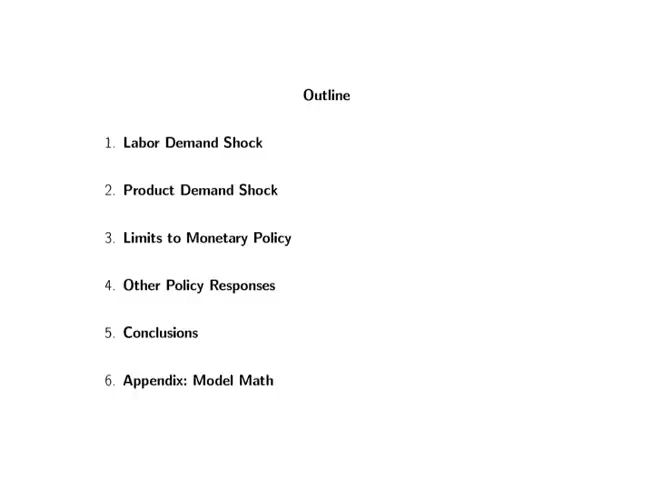 Outline
1. Labor Demand Shock
2. Product Demand Shock
3. Limits to Monetary Policy
4. Other Policy Responses
5. Conclusions
6. Appendix: Model Math